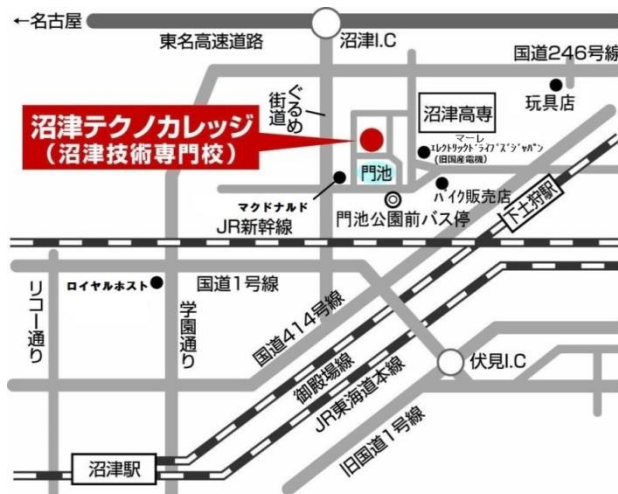 ←名古屋
東名高速道路
沼津I.C
国道246号線
ぐるめ
街道
沼津高専
玩具店
沼津テクノカレッジ
(沼津技術専門校)
マーレ
エレクトリックドライブズジャパン
(旧国産電機)
門池
マクドナルド
バイク販売店
門池公園前バス停
下土狩駅
JR新幹線
ロイヤルホスト
国道1号線
リコー通り
学園通り
国道414号線
御殿場線
JR東海道本線
伏見I.C
旧国道1号線
沼津駅